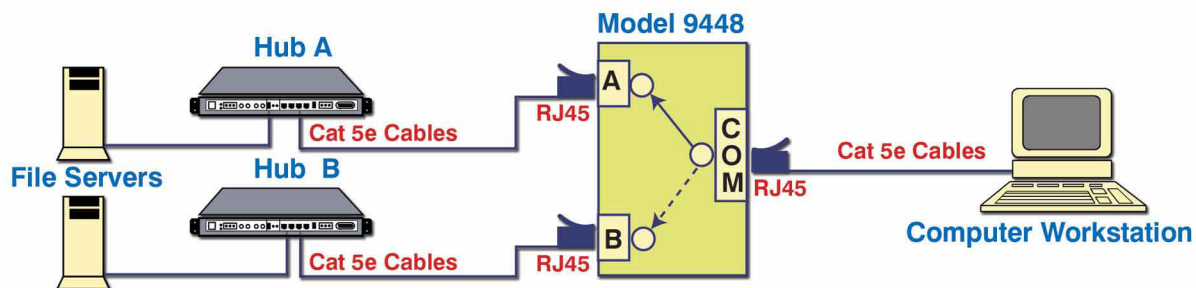 Model 9448
Hub A
A
RJ45
Cat 5e Cables
File Servers
Hub B
COM
RJ45
Cat 5e Cables
Computer Workstation
B
RJ45
Cat 5e Cables